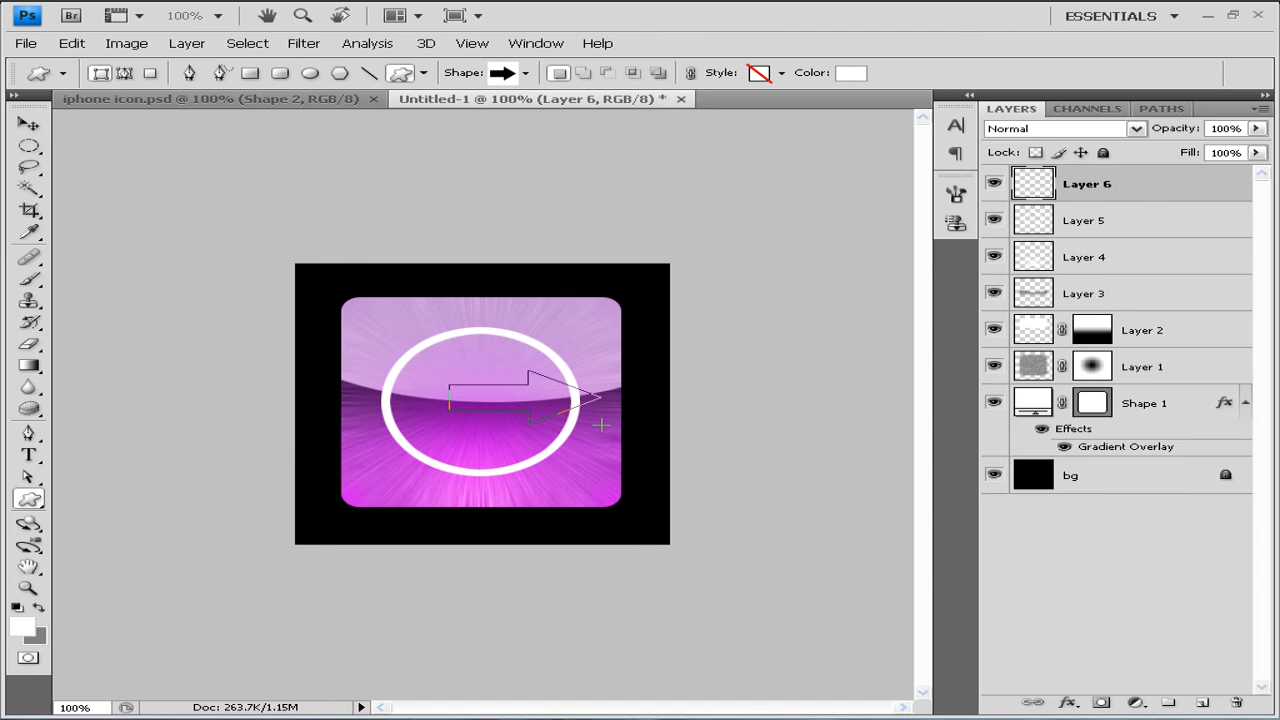 Ps Br 100% ESSENTIALS
File Edit Image Layer Select Filter Analysis 3D View Window Help
Shape: Style: Color:
iphone icon.psd @ 100% (Shape 2, RGB/8) Untitled-1 @ 100% (Layer 6, RGB/8) *
LAYERS CHANNELS PATHS
Normal Opacity: 100%
Lock: Fill: 100%
Layer 6
Layer 5
Layer 4
Layer 3
Layer 2
Layer 1
Shape 1 fx
Effects
Gradient Overlay
bg
100% Doc: 263.7K/1.15M